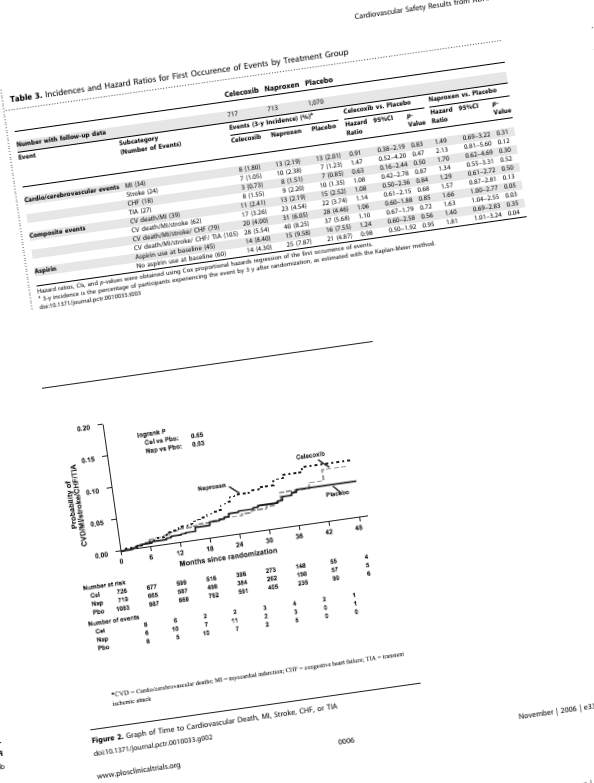 Cardiovascular Safety Results from
Table 3. Incidences and Hazard Ratios for First Occurence of Events by Treatment Group
Celecoxib Naproxen Placebo
Number with follow-up data 717 713 1,070
Event Subcategory (Number of Events) Events (3-y Incidence) (%)* Celecoxib vs. Placebo Naproxen vs. Placebo
Celecoxib Naproxen Placebo Hazard Ratio 95%CI p-Value Hazard Ratio 95%CI p-Value
Cardio/cerebrovascular events MI (34) 8 (1.80) 13 (2.19) 13 (2.01) 0.91 0.38–2.19 0.83 1.49 0.69–3.22 0.31
Stroke (24) 7 (1.05) 10 (2.38) 7 (1.23) 1.47 0.52–4.20 0.47 2.13 0.81–5.60 0.12
CHF (18) 3 (0.73) 8 (1.51) 7 (0.85) 0.63 0.16–2.44 0.50 1.70 0.62–4.69 0.30
TIA (27) 8 (1.55) 9 (2.20) 10 (1.35) 1.08 0.42–2.78 0.87 1.34 0.55–3.31 0.52
Composite events CV death/MI (39) 11 (2.41) 13 (2.19) 15 (2.52) 1.08 0.50–2.36 0.84 1.29 0.61–2.72 0.50
CV death/MI/stroke (62) 17 (3.26) 23 (4.54) 22 (3.74) 1.14 0.61–2.15 0.68 1.57 0.87–2.81 0.13
CV death/MI/stroke/ CHF (79) 20 (4.00) 31 (6.05) 28 (4.46) 1.06 0.60–1.88 0.85 1.66 1.00–2.77 0.05
CV death/MI/stroke/ CHF/ TIA (105) 28 (5.54) 40 (8.25) 37 (5.68) 1.10 0.67–1.79 0.72 1.63 1.04–2.55 0.03
Aspirin Aspirin use at baseline (45) 14 (8.40) 15 (9.58) 16 (7.55) 1.24 0.60–2.58 0.56 1.40 0.69–2.83 0.35
No aspirin use at baseline (60) 14 (4.30) 25 (7.87) 21 (4.87) 0.98 0.50–1.92 0.95 1.81 1.01–3.24 0.04
Hazard ratios, CIs, and p-values were obtained using Cox proportional hazards regression of the first occurrence of events.
* 3-y incidence is the percentage of participants experiencing the event by 3 y after randomization, as estimated with the Kaplan-Meier method.
doi:10.1371/journal.pctr.0010033.t003
Probability of CVD/MI/stroke/CHF/TIA
0.20
0.15
0.10
0.05
0.00
logrank P
Cel vs Pbo: 0.65
Nap vs Pbo: 0.03
Celecoxib
Naproxen
Placebo
0 6 12 18 24 30 36 42 48
Months since randomization
Number at risk
Cel 726 677 599 516 396 273 148 55 4
Nap 713 665 587 498 384 262 150 57 5
Pbo 1083 987 868 762 591 405 235 90 6
Number of events
Cel 8 6 2 2 3 4 2 1
Nap 6 10 7 11 2 3 0 1
Pbo 8 5 10 7 2 5 0 0
*CVD = Cardio/cerebrovascular deaths; MI = myocardial infarction; CHF = congestive heart failure; TIA = transient
ischemic attack
Figure 2. Graph of Time to Cardiovascular Death, MI, Stroke, CHF, or TIA
doi:10.1371/journal.pctr.0010033.g002
www.plosclinicaltrials.org
0006
November | 2006 | e33